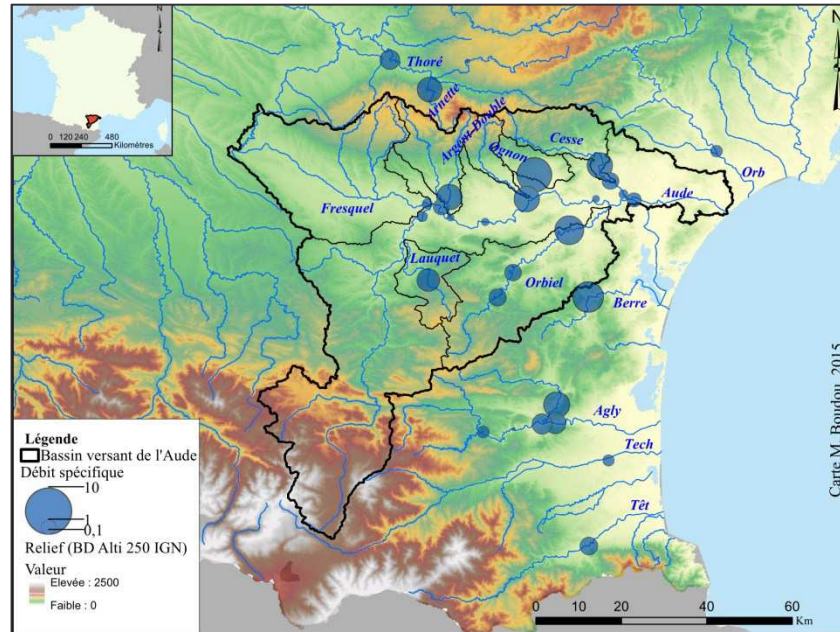 N
0 120 240 480
Kilomètres
N
Thoré
Arnette
Argent-Double
Ognon
Cesse
Orb
Aude
Fresquel
Lauquet
Orbiel
Berre
Agly
Tech
Têt
Légende
Bassin versant de l'Aude
Débit spécifique
10
1
0,1
Relief (BD Alti 250 IGN)
Valeur
Elevée : 2500
Faible : 0
0 10 20 40 60
Km
Carte M. Boudou, 2015